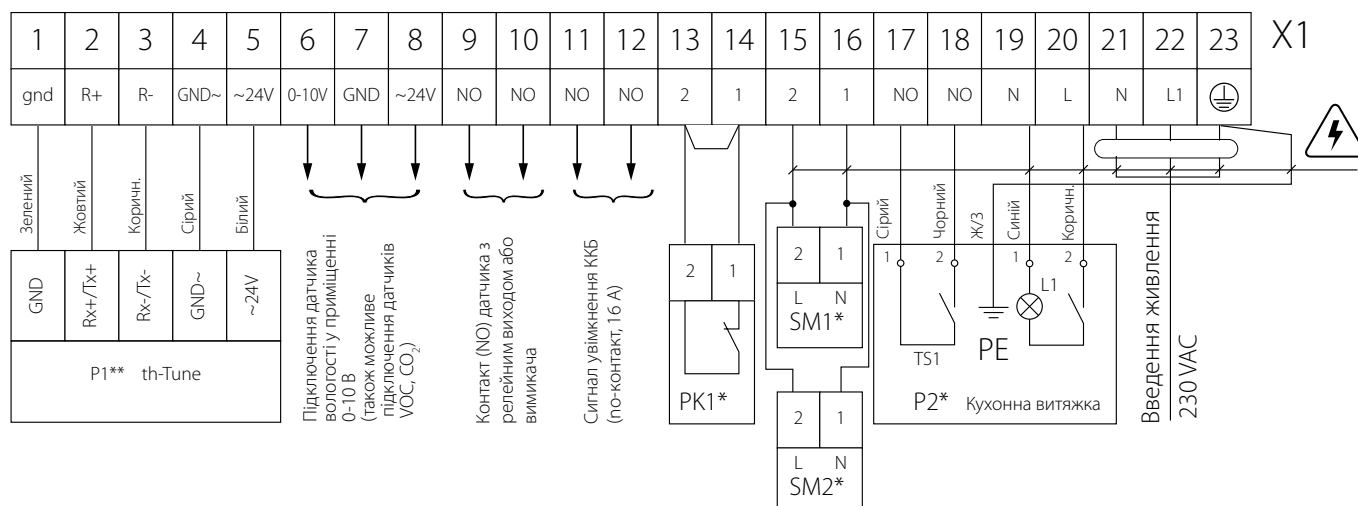 1 2 3 4 5 6 7 8 9 10 11 12 13 14 15 16 17 18 19 20 21 22 23 X1
gnd R+ R- GND~ ~24V 0-10V GND ~24V NO NO NO NO 2 1 2 1 NO NO N L N L1
Зелений
Жовтий
Коричн.
Сірий
Білий
GND
Rx+/Tx+
Rx-/Tx-
GND~
~24V
P1** th-Tune
Підключення датчика
вологості у приміщенні
0-10 В
(також можливе
підключення датчиків
VOC, CO₂)
Контакт (NO) датчика з
релейним виходом або
вимикача
Сигнал увімкнення ККБ
(no-контакт, 16 А)
2 1
PK1*
2 1
L N
SM1*
2 1
L N
SM2*
Сірий
Чорний
Ж/З
Синій
Коричн.
1 2 1 2
L1
TS1
PE
P2* Кухонна витяжка
Введення живлення
230 VAC